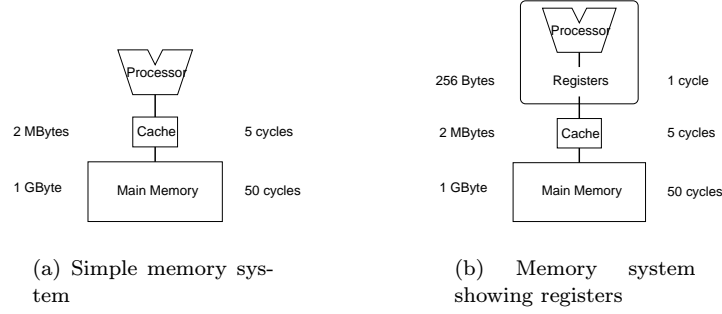 Processor
2 MBytes
Cache
5 cycles
1 GByte
Main Memory
50 cycles
(a) Simple memory sys-
tem
Processor
256 Bytes
Registers
1 cycle
2 MBytes
Cache
5 cycles
1 GByte
Main Memory
50 cycles
(b) Memory system
showing registers